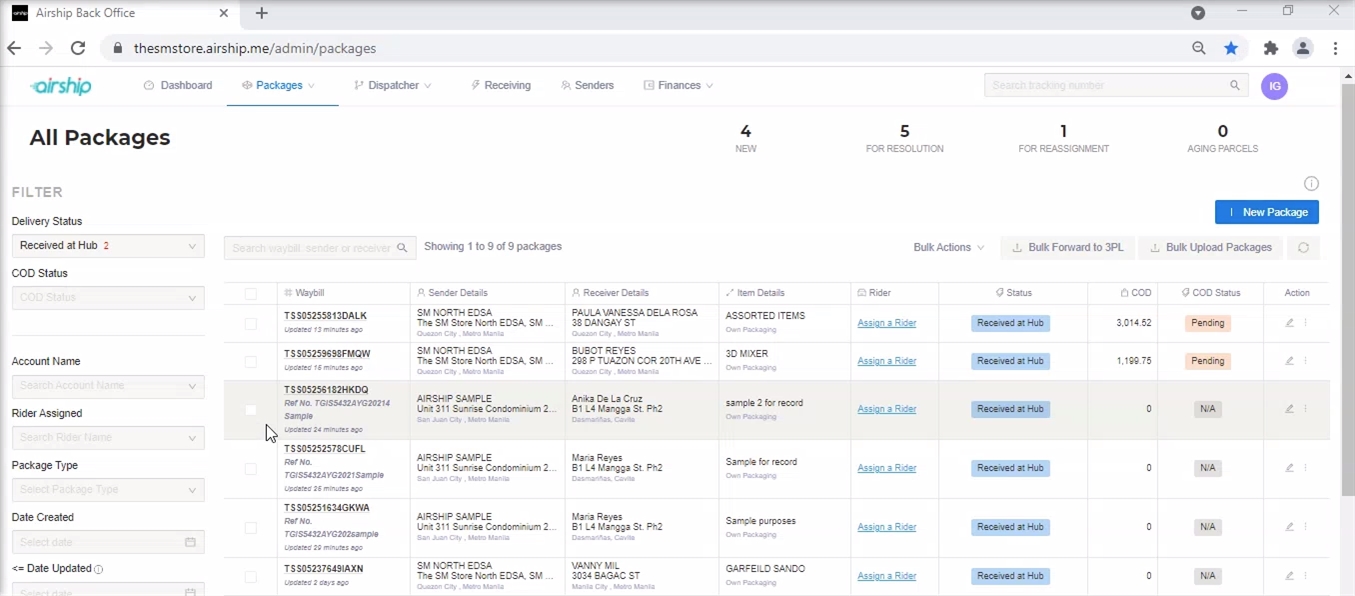 airship Airship Back Office
thesmstore.airship.me/admin/packages
airship Dashboard Packages Dispatcher Receiving Senders Finances Search tracking number IG
All Packages
4 5 1 0
NEW FOR RESOLUTION FOR REASSIGNMENT AGING PARCELS
FILTER
New Package
Delivery Status
Received at Hub 2
Search waybill, sender or receiver Showing 1 to 9 of 9 packages Bulk Actions Bulk Forward to 3PL Bulk Upload Packages
COD Status
COD Status
Account Name
Search Account Name
Rider Assigned
Search Rider Name
Package Type
Select Package Type
Date Created
Select date
<= Date Updated
Select date
# Waybill Sender Details Receiver Details Item Details Rider Status COD COD Status Action
TSS05255813DALK
Updated 13 minutes ago
SM NORTH EDSA
The SM Store North EDSA, SM ...
Quezon City , Metro Manila
PAULA VANESSA DELA ROSA
38 DANGAY ST
Quezon City , Metro Manila
ASSORTED ITEMS
Own Packaging
Assign a Rider
Received at Hub
3,014.52
Pending
TSS05259698FMQW
Updated 16 minutes ago
SM NORTH EDSA
The SM Store North EDSA, SM ...
Quezon City , Metro Manila
BUBOT REYES
298 P TUAZON COR 20TH AVE ...
Quezon City , Metro Manila
3D MIXER
Own Packaging
Assign a Rider
Received at Hub
1,199.75
Pending
TSS05256182HKDQ
Ref No. TGIS5432AYG20214
Sample
Updated 24 minutes ago
AIRSHIP SAMPLE
Unit 311 Sunrise Condominium 2...
San Juan City , Metro Manila
Anika De La Cruz
B1 L4 Mangga St. Ph2
Dasmariñas, Cavite
sample 2 for record
Own Packaging
Assign a Rider
Received at Hub
0
N/A
TSS05252578CUFL
Ref No.
TGIS5432AYG2021Sample
Updated 26 minutes ago
AIRSHIP SAMPLE
Unit 311 Sunrise Condominium 2...
San Juan City , Metro Manila
Maria Reyes
B1 L4 Mangga St. Ph2
Dasmariñas, Cavite
Sample for record
Own Packaging
Assign a Rider
Received at Hub
0
N/A
TSS05251634GKWA
Ref No.
TGIS5432AYG202sample
Updated 29 minutes ago
AIRSHIP SAMPLE
Unit 311 Sunrise Condominium 2...
San Juan City , Metro Manila
Maria Reyes
B1 L4 Mangga St. Ph2
Dasmariñas, Cavite
Sample purposes
Own Packaging
Assign a Rider
Received at Hub
0
N/A
TSS05237649IAXN
Updated 2 days ago
SM NORTH EDSA
The SM Store North EDSA, SM ...
Quezon City , Metro Manila
VANNY MIL
3034 BAGAC ST
Manila City , Metro Manila
GARFEILD SANDO
Own Packaging
Assign a Rider
Received at Hub
0
N/A